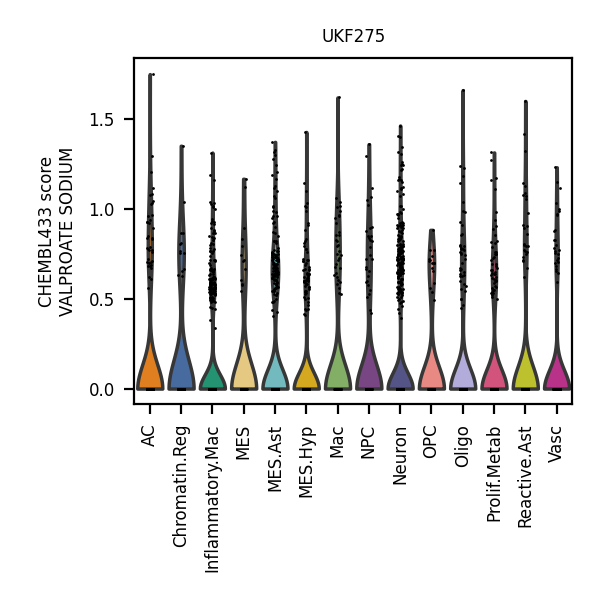 UKF275
CHEMBL433 score
VALPROATE SODIUM
1.5
1.0
0.5
0.0
AC
Chromatin.Reg
Inflammatory.Mac
MES
MES.Ast
MES.Hyp
Mac
NPC
Neuron
OPC
Oligo
Prolif.Metab
Reactive.Ast
Vasc